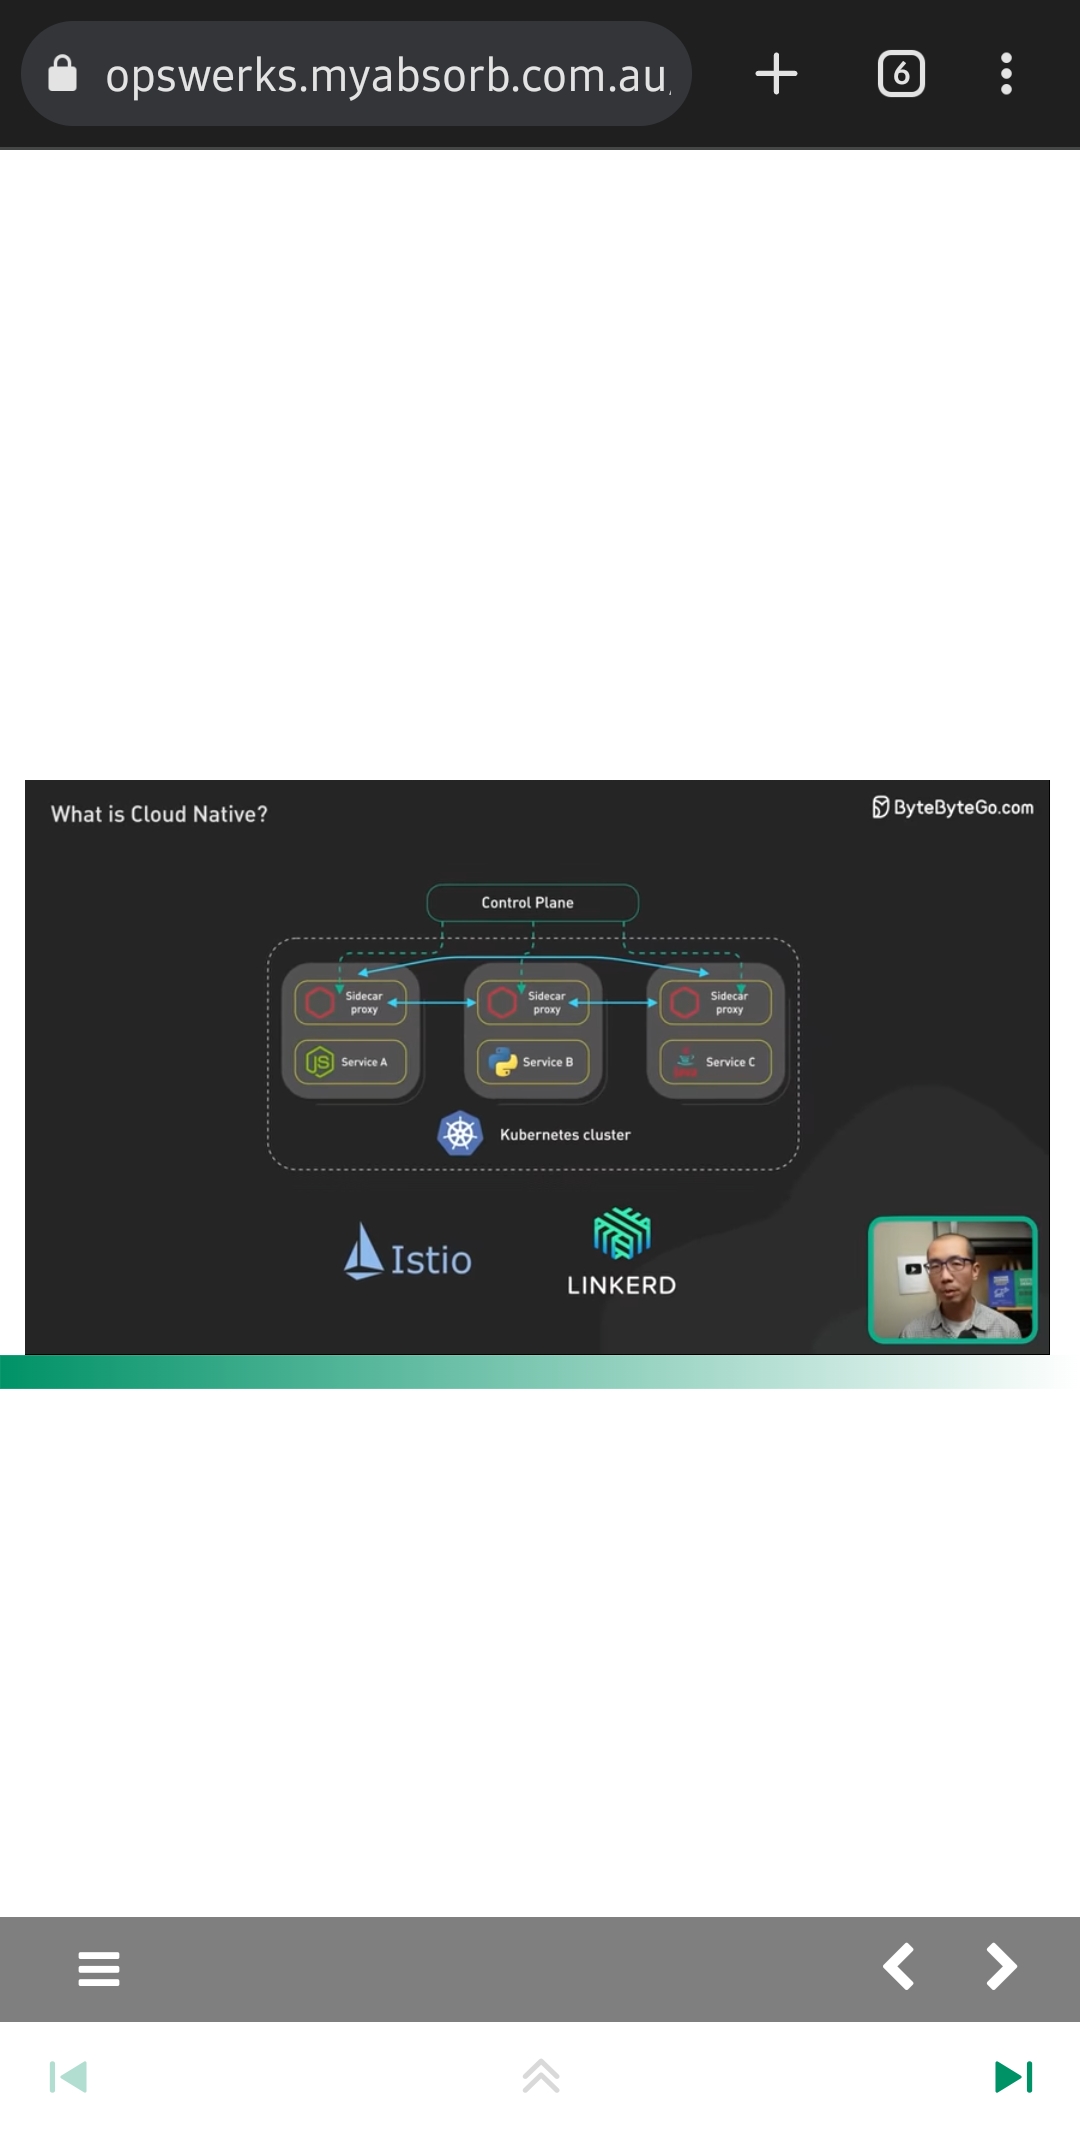 opswerks.myabsorb.com.au
6
What is Cloud Native?
ByteByteGo.com
Control Plane
Sidecar proxy
Sidecar proxy
Sidecar proxy
JS
Service A
Service B
Service C
Kubernetes cluster
Istio
LINKERD